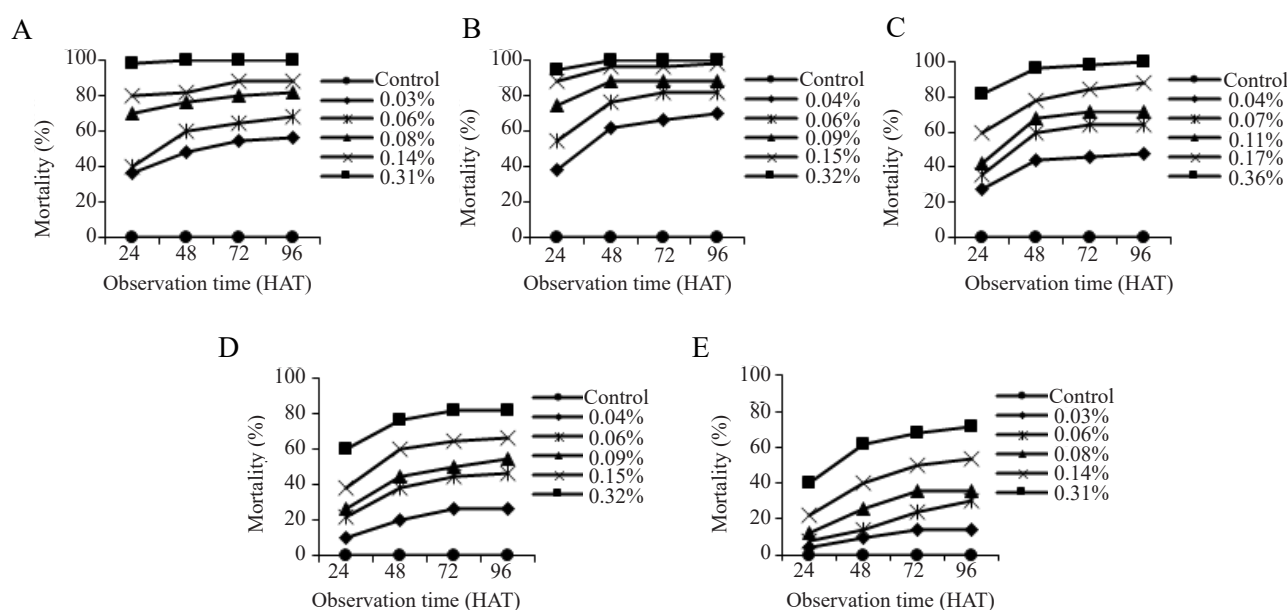 A
100
80
60
40
20
0
Mortality (%)
24 48 72 96
Observation time (HAT)
Control
0.03%
0.06%
0.08%
0.14%
0.31%
B
100
80
60
40
20
0
Mortality (%)
24 48 72 96
Observation time (HAT)
Control
0.04%
0.06%
0.09%
0.15%
0.32%
C
100
80
60
40
20
0
Mortality (%)
24 48 72 96
Observation time (HAT)
Control
0.04%
0.07%
0.11%
0.17%
0.36%
D
100
80
60
40
20
0
Mortality (%)
24 48 72 96
Observation time (HAT)
Control
0.04%
0.06%
0.09%
0.15%
0.32%
E
100
80
60
40
20
0
Mortality (%)
24 48 72 96
Observation time (HAT)
Control
0.03%
0.06%
0.08%
0.14%
0.31%